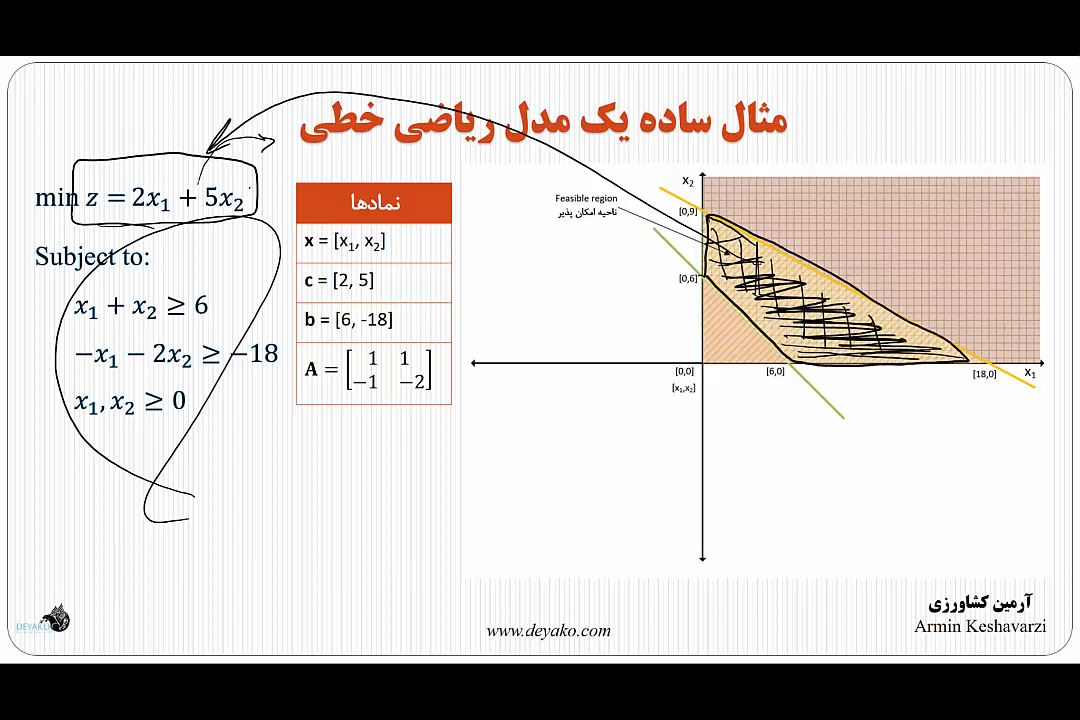 مثال ساده یک مدل ریاضی خطی
min z = 2x₁ + 5x₂
Subject to:
x₁ + x₂ ≥ 6
−x₁ − 2x₂ ≥ −18
x₁, x₂ ≥ 0
نمادها
x = [x₁, x₂]
c = [2, 5]
b = [6, -18]
A = [1 1
−1 −2]
x₂
Feasible region
ناحیه امکان پذیر
[0,9]
[0,6]
[0,0]
[x₁,x₂]
[6,0]
[18,0]
x₁
DEYAKO
www.deyako.com
آرمین کشاورزی
Armin Keshavarzi